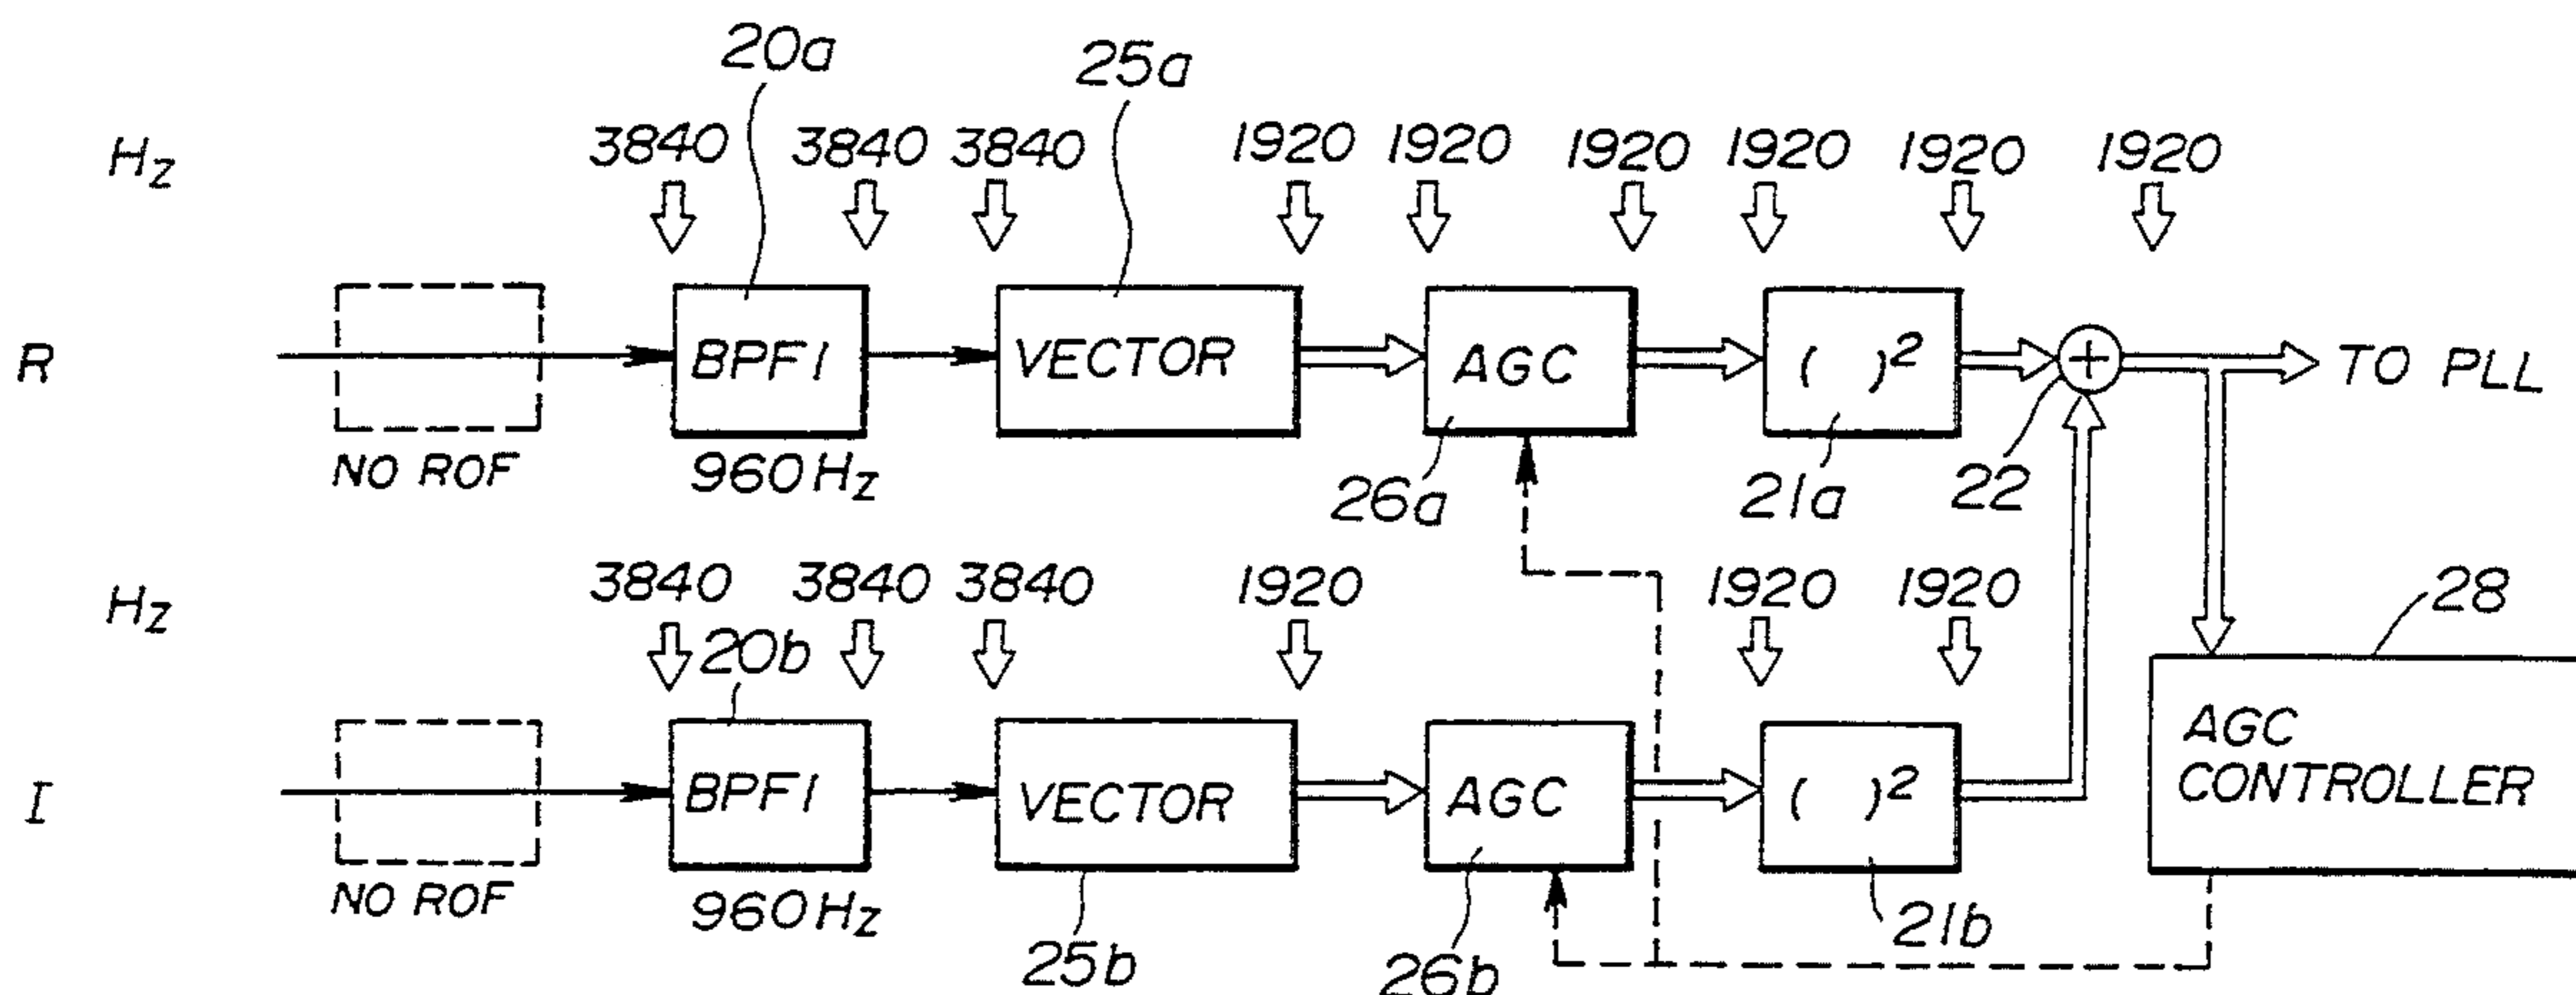 20a
25a
Hz
3840
3840
3840
1920
1920
1920
1920
1920
1920
R
BPF1
VECTOR
AGC
( )²
+
TO PLL
NO ROF
960Hz
26a
21a
22
Hz
3840
3840
3840
1920
1920
1920
28
20b
I
BPF1
VECTOR
AGC
( )²
AGC
CONTROLLER
NO ROF
960Hz
25b
26b
21b